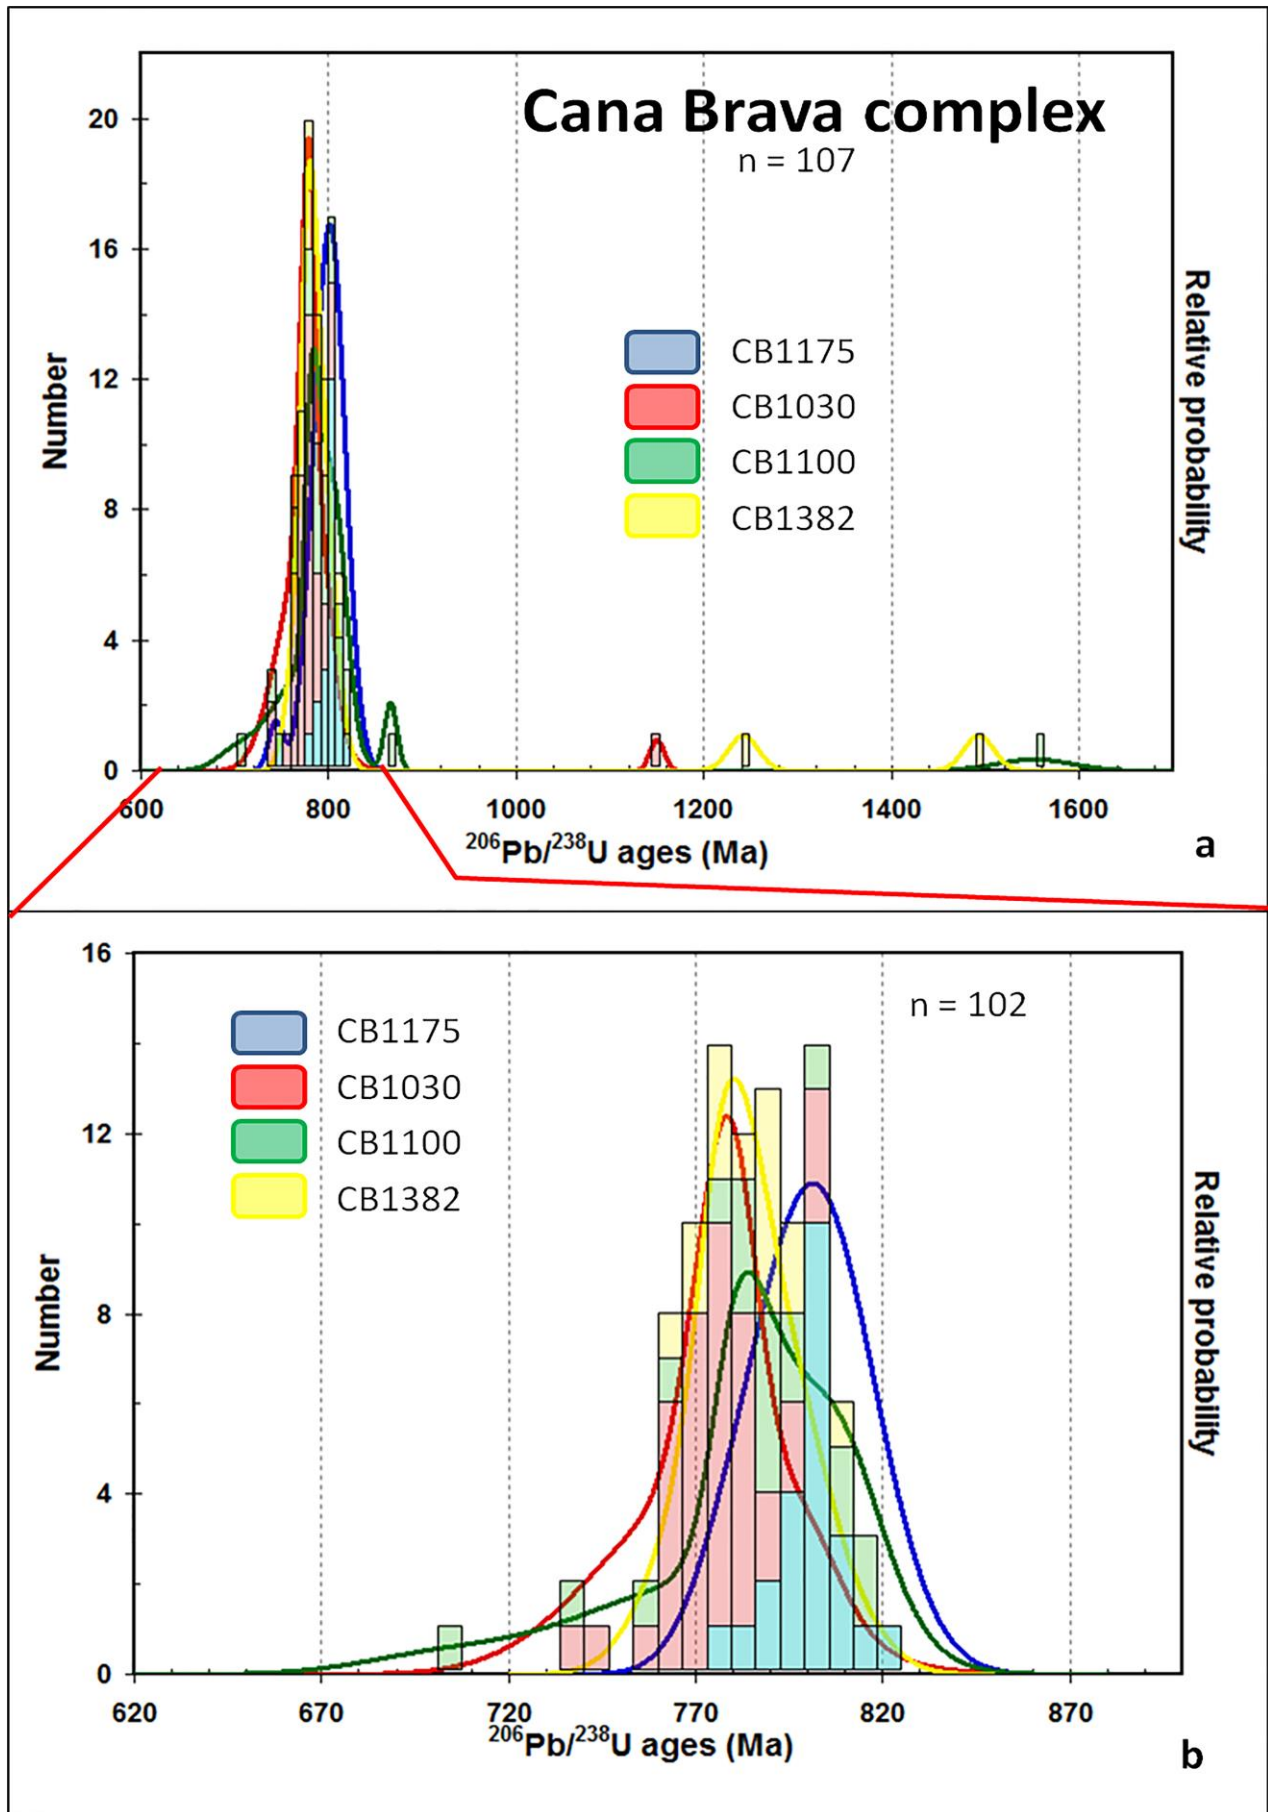 Cana Brava complex
n = 107
20
16
12
8
4
0
Number
Relative probability
CB1175
CB1030
CB1100
CB1382
600 800 1000 1200 1400 1600
206Pb/238U ages (Ma)
a
16
12
8
4
0
Number
Relative probability
CB1175
CB1030
CB1100
CB1382
n = 102
620 670 720 770 820 870
206Pb/238U ages (Ma)
b